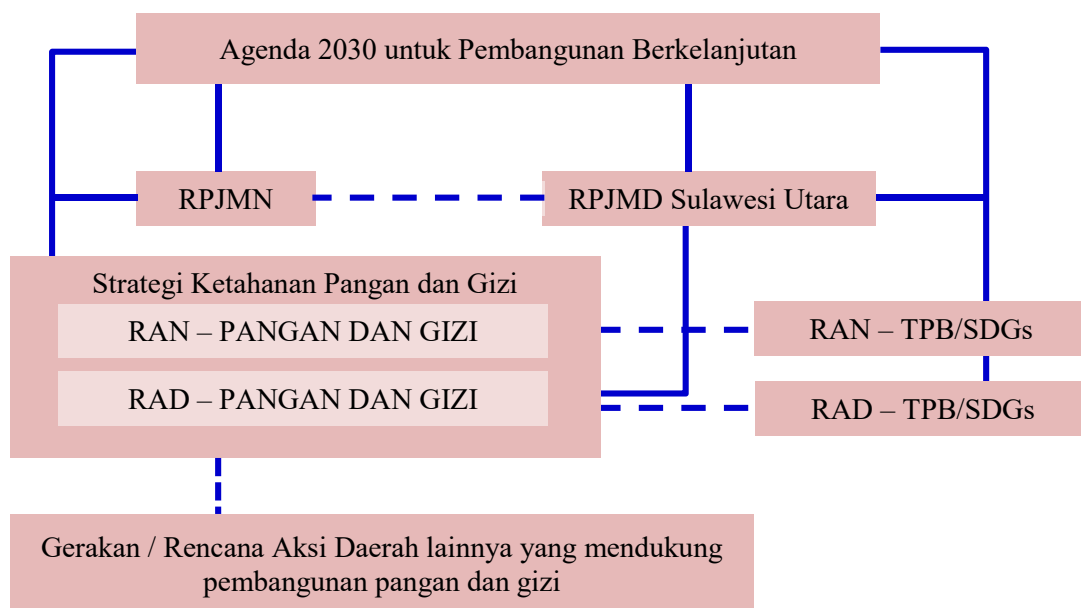 Agenda 2030 untuk Pembangunan Berkelanjutan
RPJMN
RPJMD Sulawesi Utara
Strategi Ketahanan Pangan dan Gizi
RAN – PANGAN DAN GIZI
RAN – TPB/SDGs
RAD – PANGAN DAN GIZI
RAD – TPB/SDGs
Gerakan / Rencana Aksi Daerah lainnya yang mendukung
pembangunan pangan dan gizi